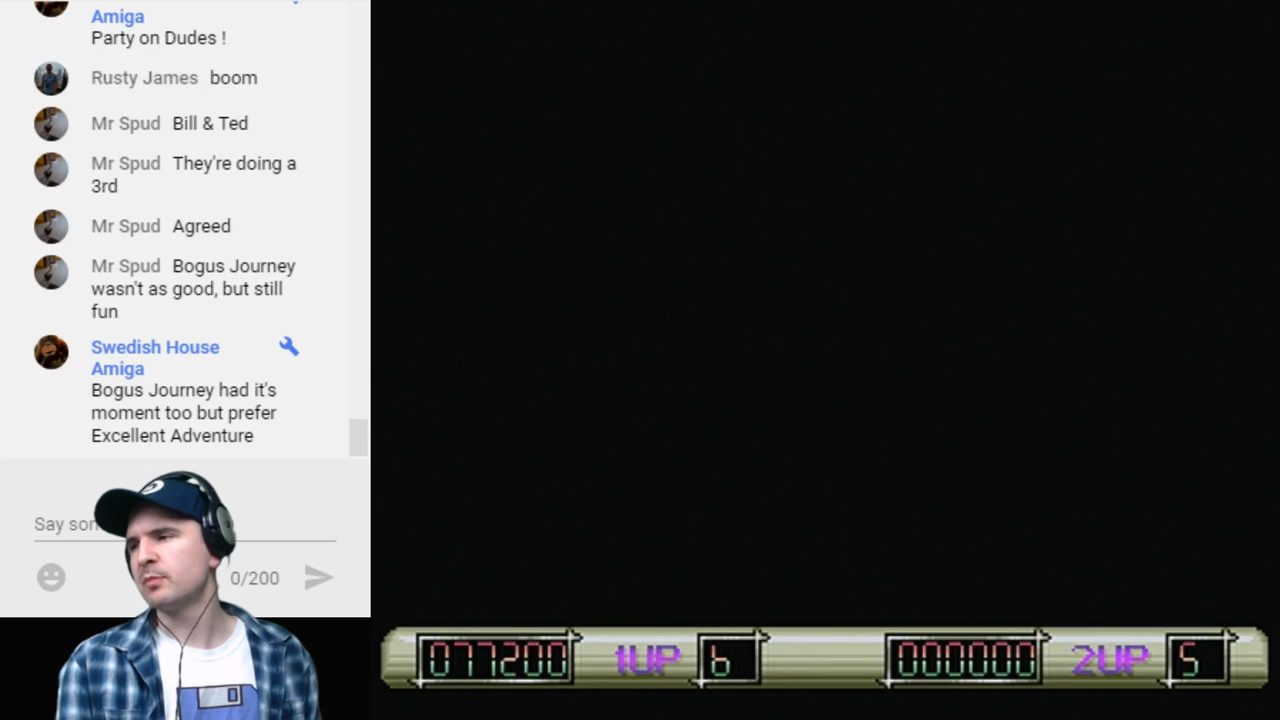 Amiga
Party on Dudes !
Rusty James boom
Mr Spud Bill & Ted
Mr Spud They're doing a
3rd
Mr Spud Agreed
Mr Spud Bogus Journey
wasn't as good, but still
fun
Swedish House
Amiga
Bogus Journey had it's
moment too but prefer
Excellent Adventure
Say
0/200
077200 1UP 6 000000 2UP 5